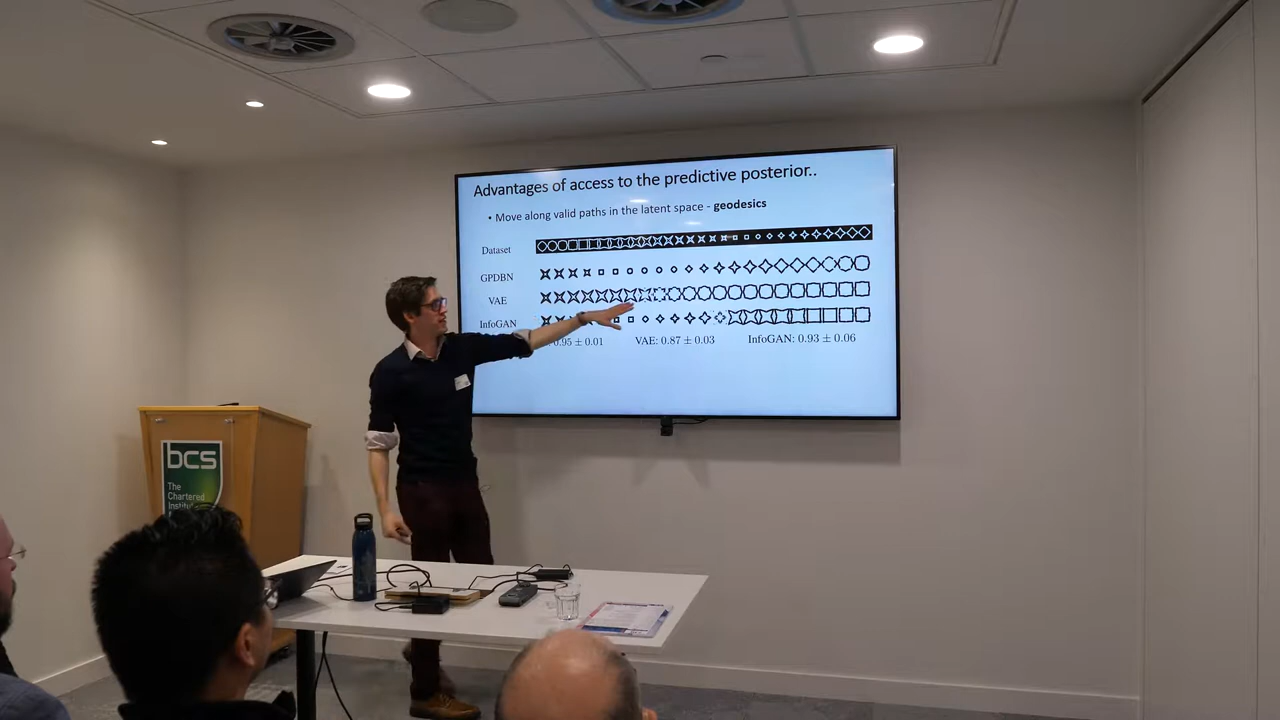 Advantages of access to the predictive posterior..
• Move along valid paths in the latent space - geodesics
Dataset
GPDBN
VAE
InfoGAN
0.95 ± 0.01 VAE: 0.87 ± 0.03 InfoGAN: 0.93 ± 0.06
bcs
The
Chartered